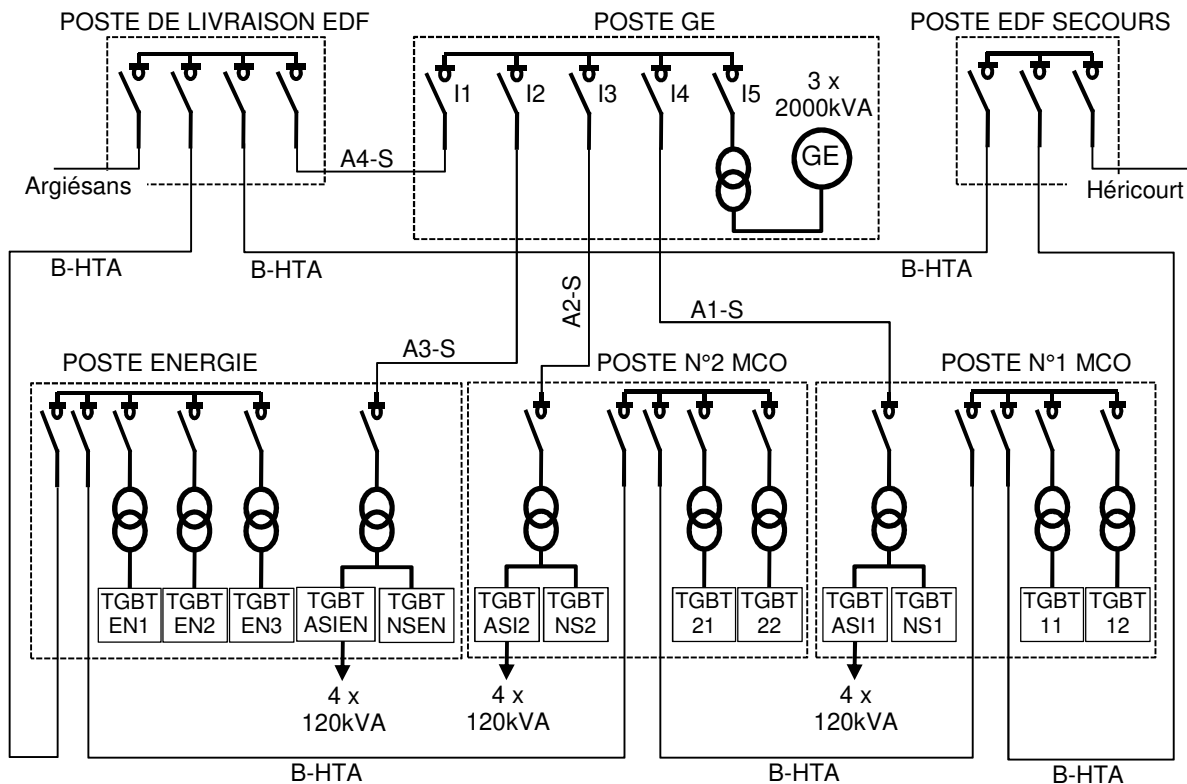 POSTE DE LIVRAISON EDF
POSTE GE
POSTE EDF SECOURS
I1
I2
I3
I4
I5
3 x
2000kVA
GE
A4-S
Argiésans
Héricourt
B-HTA
B-HTA
B-HTA
A2-S
A1-S
A3-S
POSTE ENERGIE
POSTE N°2 MCO
POSTE N°1 MCO
TGBT
EN1
TGBT
EN2
TGBT
EN3
TGBT
ASIEN
TGBT
NSEN
TGBT
ASI2
TGBT
NS2
TGBT
21
TGBT
22
TGBT
ASI1
TGBT
NS1
TGBT
11
TGBT
12
4 x
120kVA
4 x
120kVA
4 x
120kVA
B-HTA
B-HTA
B-HTA